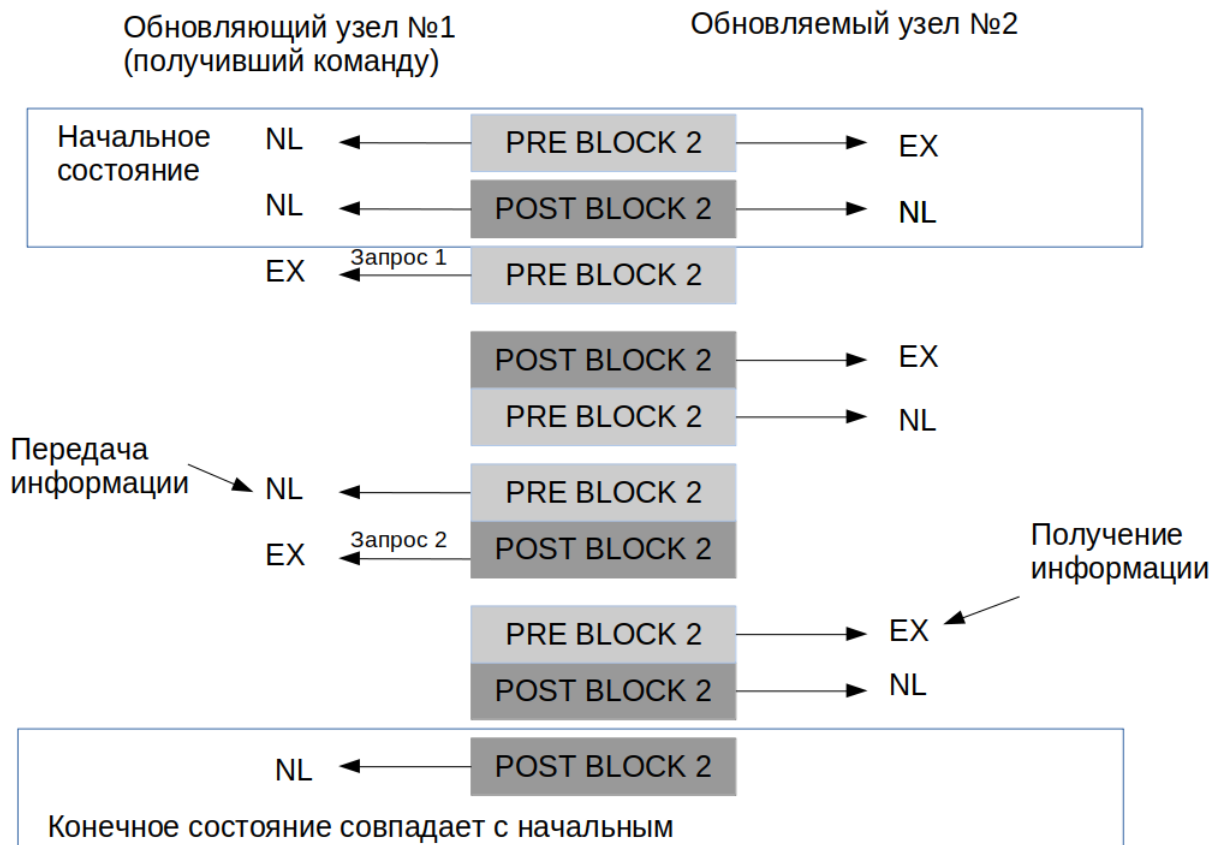 Обновляющий узел №1
(получивший команду)
Обновляемый узел №2
Начальное
состояние
NL
PRE BLOCK 2
EX
NL
POST BLOCK 2
NL
EX
Запрос 1
PRE BLOCK 2
POST BLOCK 2
EX
PRE BLOCK 2
NL
Передача
информации
NL
PRE BLOCK 2
EX
Запрос 2
POST BLOCK 2
Получение
информации
PRE BLOCK 2
EX
POST BLOCK 2
NL
NL
POST BLOCK 2
Конечное состояние совпадает с начальным